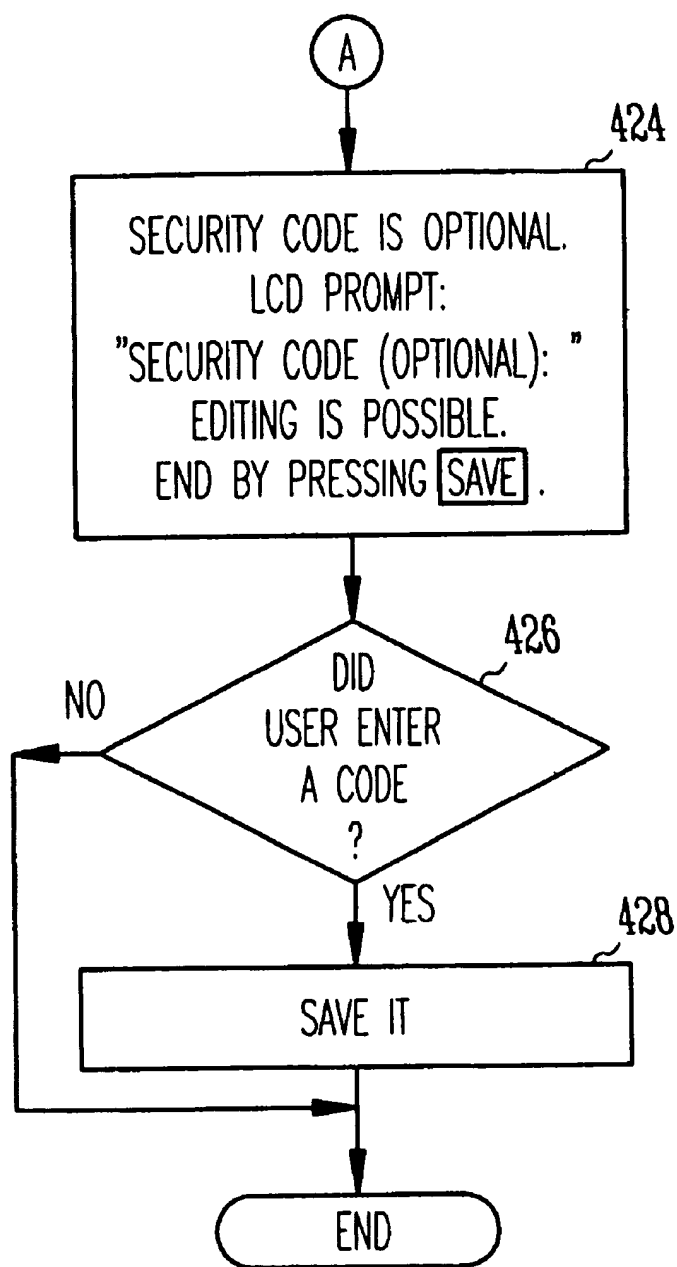 A
424
SECURITY CODE IS OPTIONAL.
LCD PROMPT:
"SECURITY CODE (OPTIONAL): "
EDITING IS POSSIBLE.
END BY PRESSING SAVE.
426
NO
DID
USER ENTER
A CODE
?
YES
428
SAVE IT
END